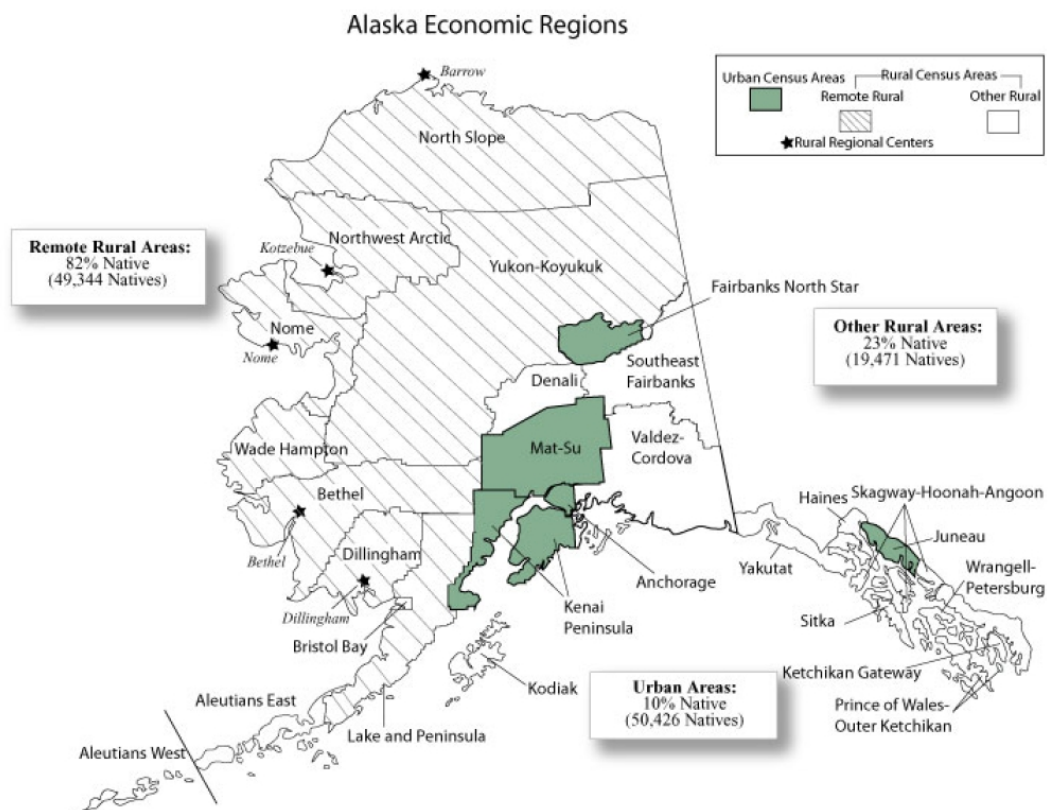 Alaska Economic Regions
Urban Census Areas
Rural Census Areas
Remote Rural
Other Rural
Rural Regional Centers
Barrow
North Slope
Remote Rural Areas:
82% Native
(49,344 Natives)
Northwest Arctic
Kotzebue
Yukon-Koyukuk
Fairbanks North Star
Nome
Nome
Other Rural Areas:
23% Native
(19,471 Natives)
Denali
Southeast
Fairbanks
Wade Hampton
Mat-Su
Valdez-
Cordova
Bethel
Bethel
Haines
Skagway-Hoonah-Angoon
Juneau
Dillingham
Dillingham
Anchorage
Yakutat
Wrangell-
Petersburg
Kenai
Peninsula
Sitka
Bristol Bay
Ketchikan Gateway
Kodiak
Urban Areas:
10% Native
(50,426 Natives)
Prince of Wales-
Outer Ketchikan
Aleutians East
Lake and Peninsula
Aleutians West